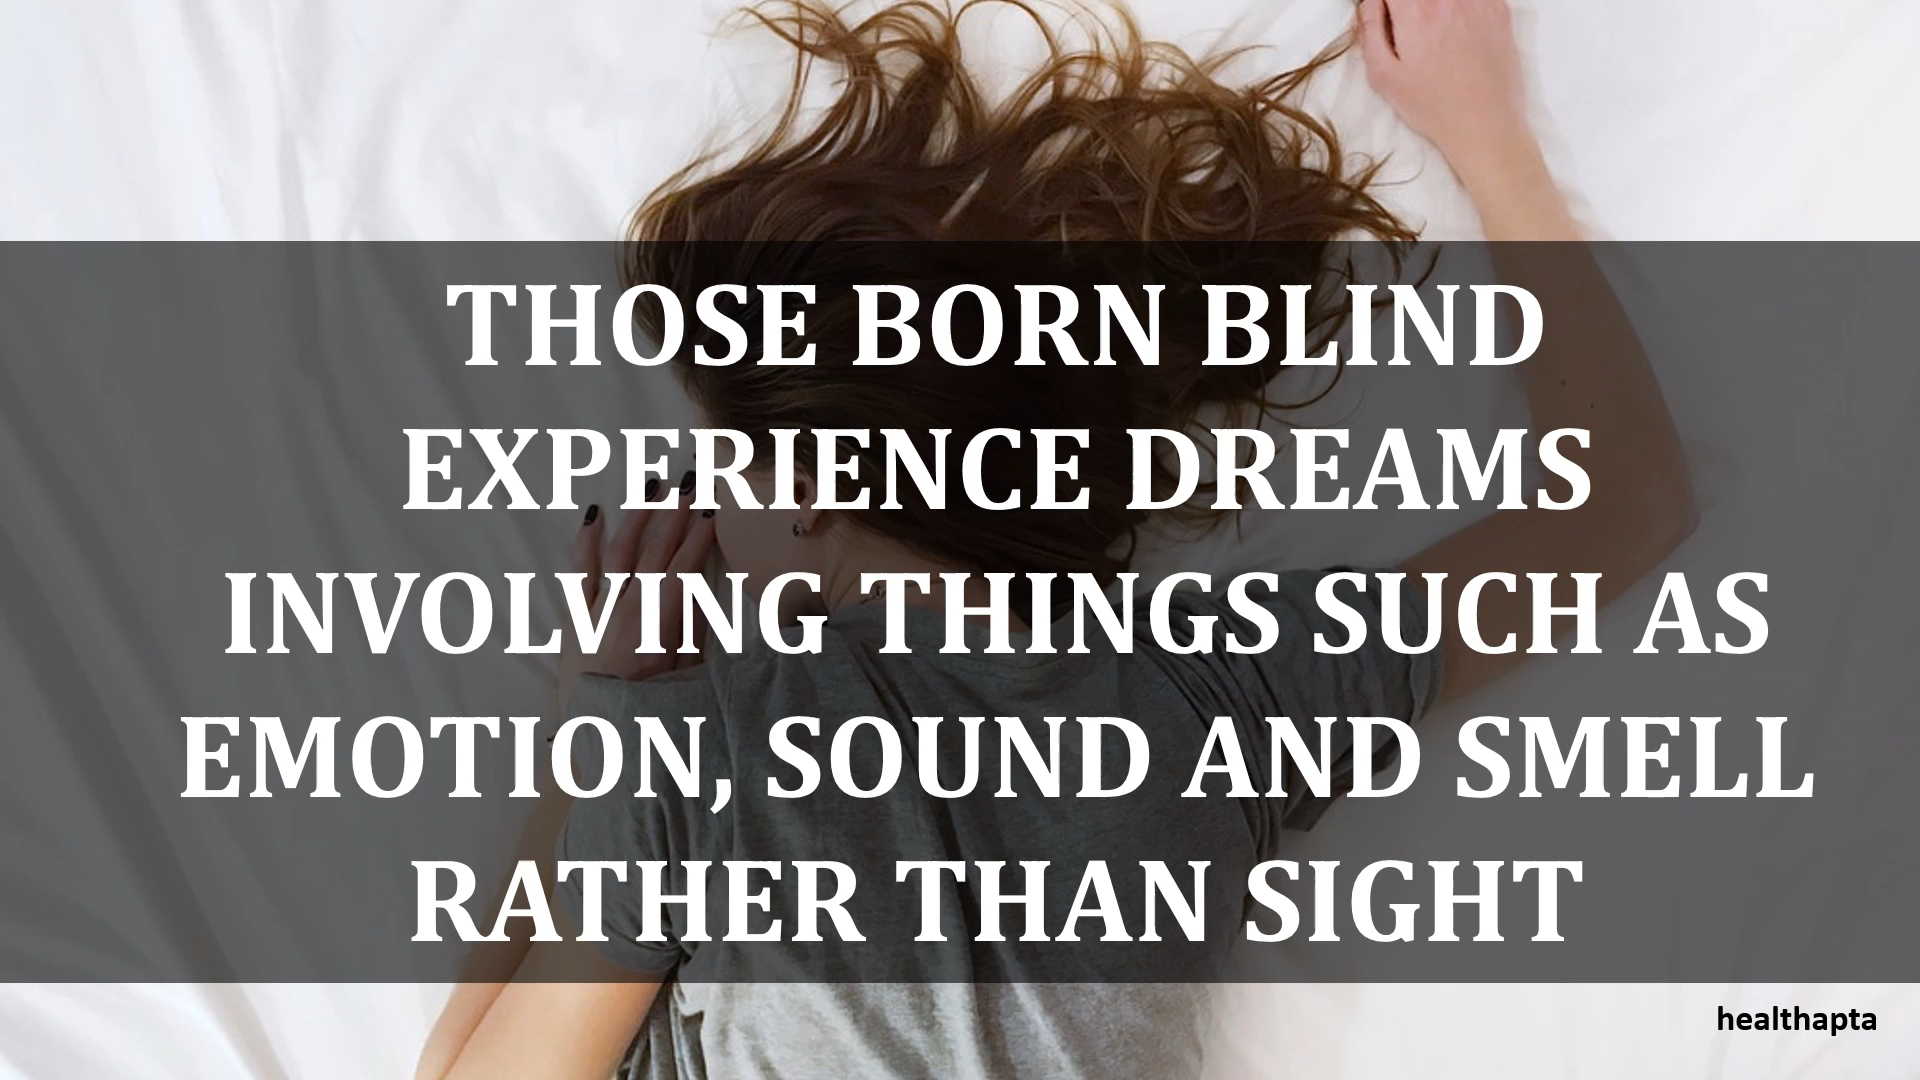 THOSE BORN BLIND
EXPERIENCE DREAMS
INVOLVING THINGS SUCH AS
EMOTION, SOUND AND SMELL
RATHER THAN SIGHT
healthapta